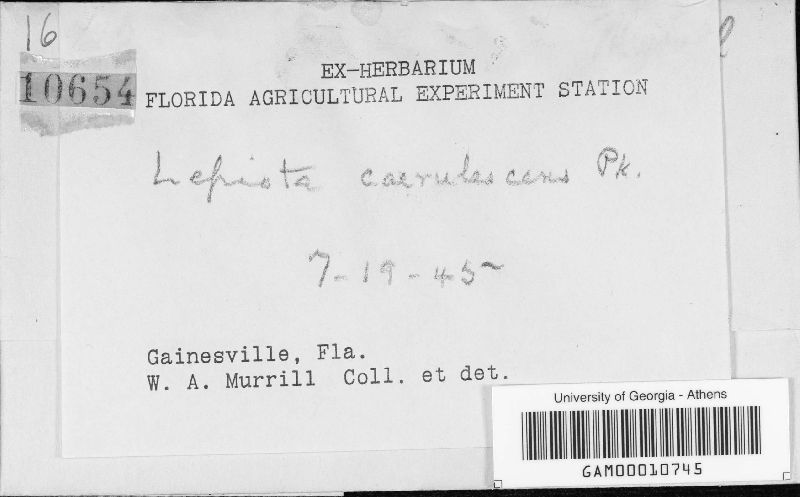 16
10654
EX-HERBARIUM
FLORIDA AGRICULTURAL EXPERIMENT STATION
Lepiota caerulescens Pk.
7-19-45
Gainesville, Fla.
W. A. Murrill Coll. et det.
University of Georgia - Athens
GAM00010745